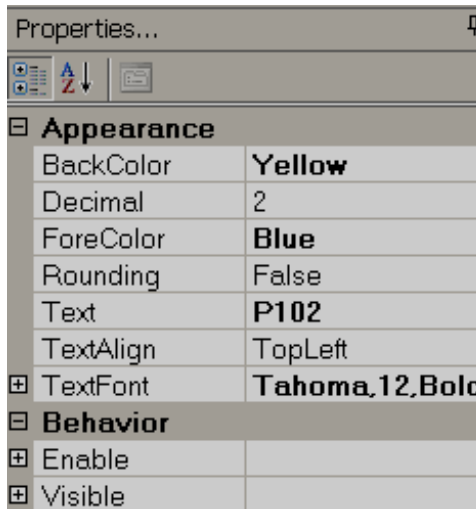 Properties...
Appearance
BackColor Yellow
Decimal 2
ForeColor Blue
Rounding False
Text P102
TextAlign TopLeft
TextFont Tahoma,12,Bold
Behavior
Enable
Visible